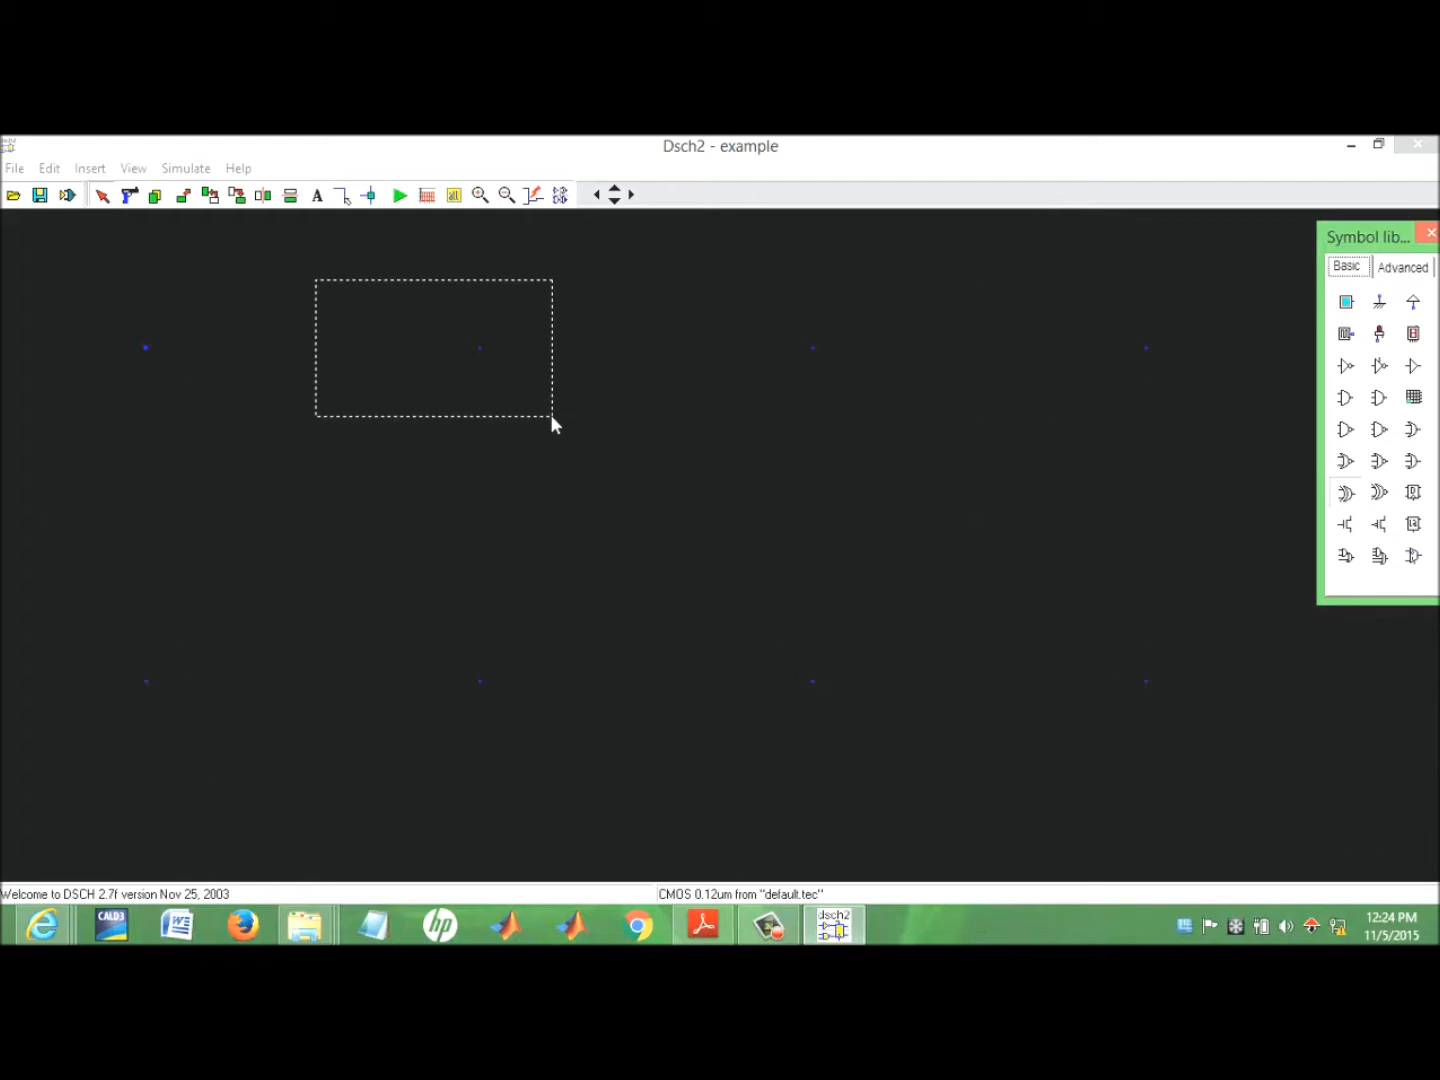 Dsch2 - example
File Edit Insert View Simulate Help
A
Symbol lib...
Basic Advanced
Welcome to DSCH 2.7f version Nov 25, 2003
CMOS 0.12um from "default.tec"
CALD3
hp
dsch2
12:24 PM
11/5/2015